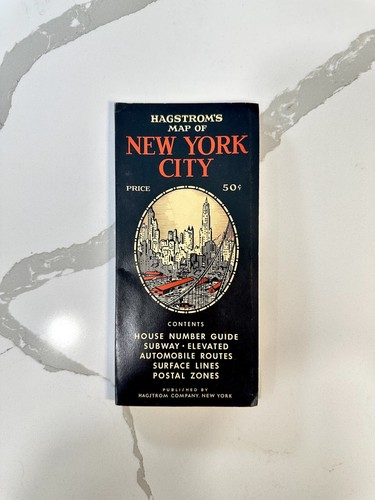 HAGSTROM'S
MAP OF
NEW YORK
CITY
PRICE 50¢
CONTENTS
HOUSE NUMBER GUIDE
SUBWAY · ELEVATED
AUTOMOBILE ROUTES
SURFACE LINES
POSTAL ZONES
PUBLISHED BY
HAGSTROM COMPANY, NEW YORK